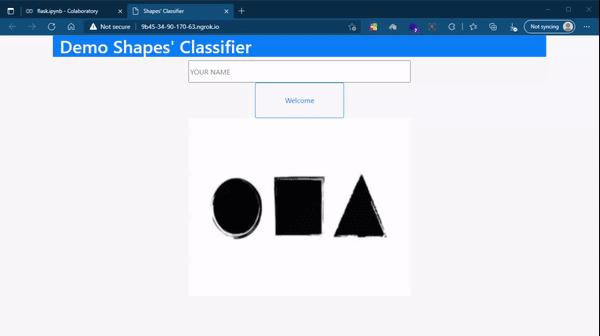 flask.ipynb - Colaboratory
Shapes' Classifier
Not secure
9b45-34-90-170-63.ngrok.io
Not syncing
Demo Shapes' Classifier
YOUR NAME
Welcome